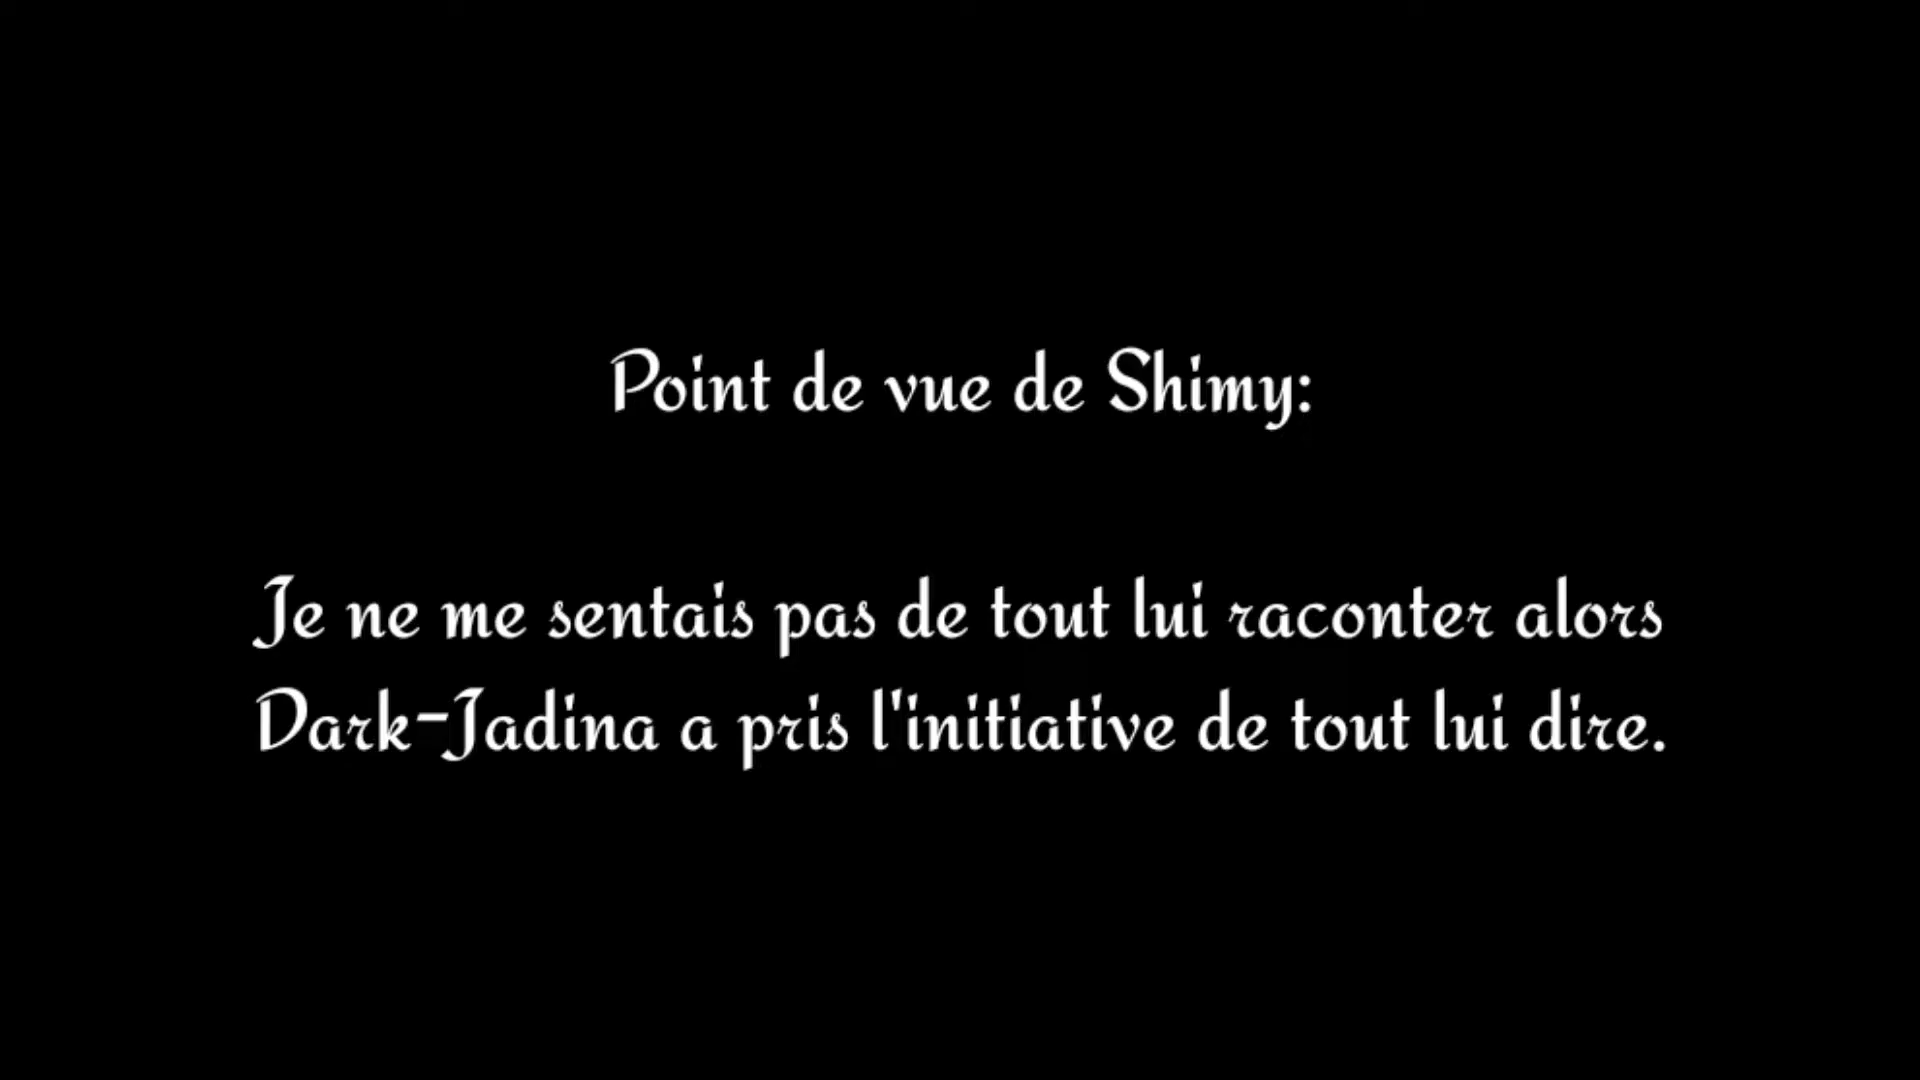 Point de vue de Shimy:
Je ne me sentais pas de tout lui raconter alors
Dark-Jadina a pris l'initiative de tout lui dire.